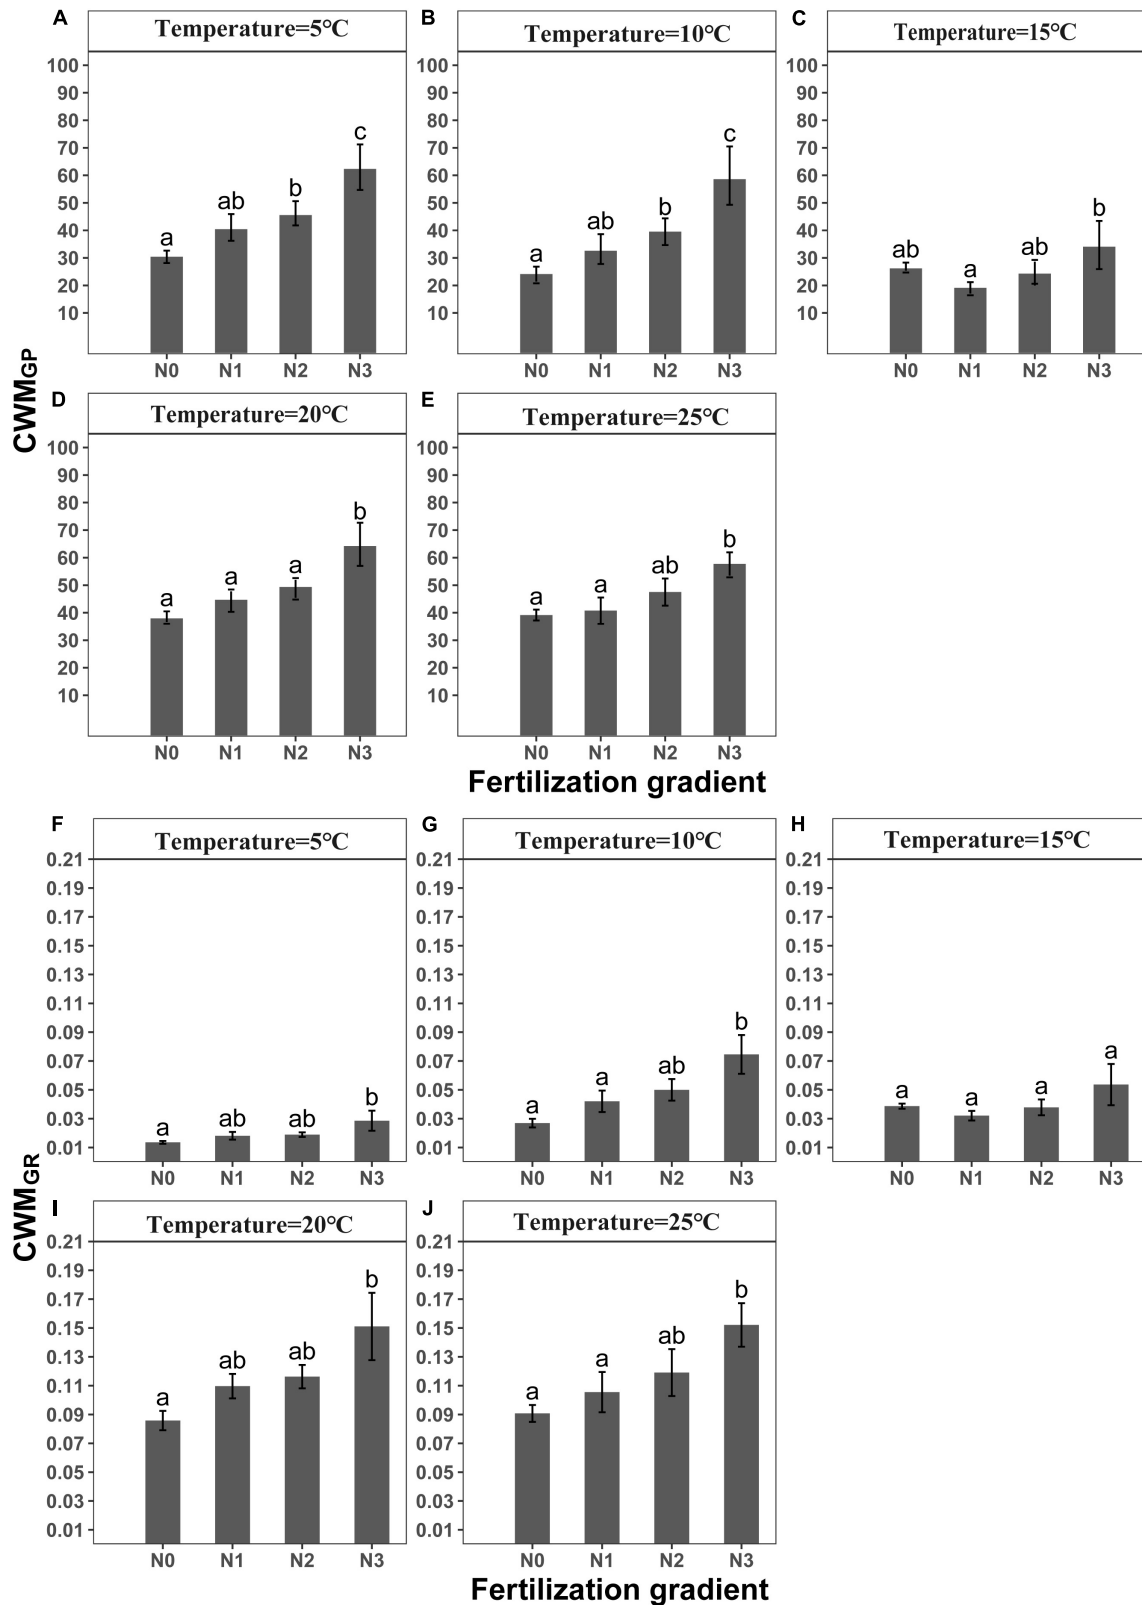 A
Temperature=5°C
100
90
80
70
60
50
40
30
20
10
a
ab
b
c
N0 N1 N2 N3
B
Temperature=10°C
100
90
80
70
60
50
40
30
20
10
a
ab
b
c
N0 N1 N2 N3
C
Temperature=15°C
100
90
80
70
60
50
40
30
20
10
ab
a
ab
b
N0 N1 N2 N3
CWMGP
D
Temperature=20°C
100
90
80
70
60
50
40
30
20
10
a
a
a
b
N0 N1 N2 N3
E
Temperature=25°C
100
90
80
70
60
50
40
30
20
10
a
a
ab
b
N0 N1 N2 N3
Fertilization gradient
F
Temperature=5°C
0.21
0.19
0.17
0.15
0.13
0.11
0.09
0.07
0.05
0.03
0.01
a
ab
ab
b
N0 N1 N2 N3
G
Temperature=10°C
0.21
0.19
0.17
0.15
0.13
0.11
0.09
0.07
0.05
0.03
0.01
a
a
ab
b
N0 N1 N2 N3
H
Temperature=15°C
0.21
0.19
0.17
0.15
0.13
0.11
0.09
0.07
0.05
0.03
0.01
a
a
a
a
N0 N1 N2 N3
CWMGR
I
Temperature=20°C
0.21
0.19
0.17
0.15
0.13
0.11
0.09
0.07
0.05
0.03
0.01
a
ab
ab
b
N0 N1 N2 N3
J
Temperature=25°C
0.21
0.19
0.17
0.15
0.13
0.11
0.09
0.07
0.05
0.03
0.01
a
a
ab
b
N0 N1 N2 N3
Fertilization gradient